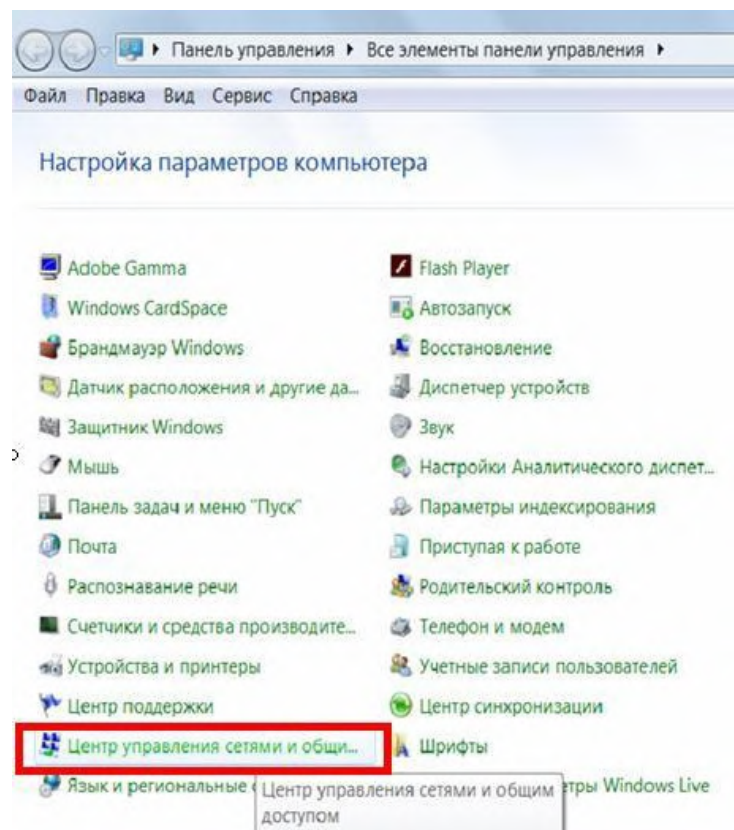 Панель управления Все элементы панели управления
Файл Правка Вид Сервис Справка
Настройка параметров компьютера
Adobe Gamma
Windows CardSpace
Брандмауэр Windows
Датчик расположения и другие да...
Защитник Windows
Мышь
Панель задач и меню "Пуск"
Почта
Распознавание речи
Счетчики и средства производите...
Устройства и принтеры
Центр поддержки
Центр управления сетями и общи...
Язык и региональные
Flash Player
Автозапуск
Восстановление
Диспетчер устройств
Звук
Настройки Аналитического диспет...
Параметры индексирования
Приступая к работе
Родительский контроль
Телефон и модем
Учетные записи пользователей
Центр синхронизации
Шрифты
тры Windows Live
Центр управления сетями и общим
доступом